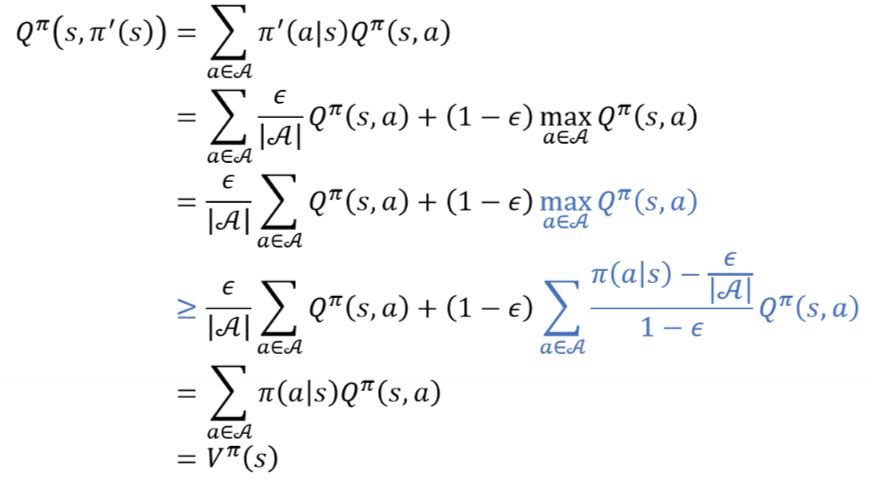 Q^π(s, π′(s)) = ∑_{a∈𝒜} π′(a|s)Q^π(s, a)
= ∑_{a∈𝒜} ϵ/|𝒜| Q^π(s, a) + (1 − ϵ) max_{a∈𝒜} Q^π(s, a)
= ϵ/|𝒜| ∑_{a∈𝒜} Q^π(s, a) + (1 − ϵ) max_{a∈𝒜} Q^π(s, a)
≥ ϵ/|𝒜| ∑_{a∈𝒜} Q^π(s, a) + (1 − ϵ) ∑_{a∈𝒜} (π(a|s) − ϵ/|𝒜|)/(1 − ϵ) Q^π(s, a)
= ∑_{a∈𝒜} π(a|s)Q^π(s, a)
= V^π(s)